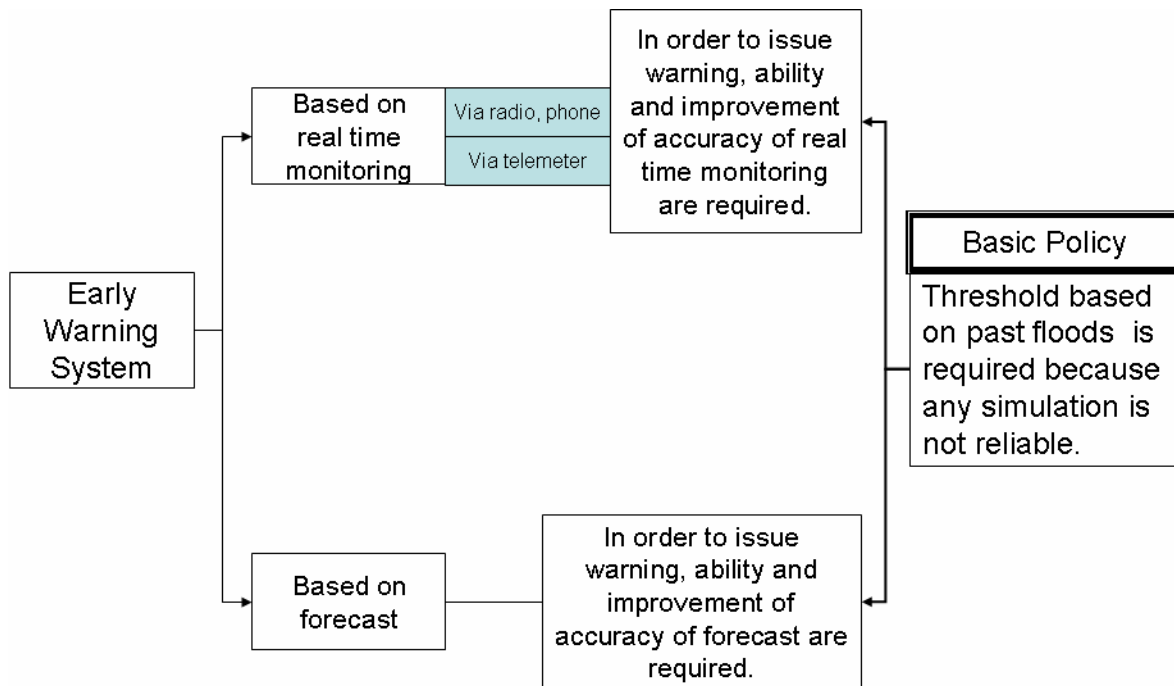 Early
Warning
System
Based on
real time
monitoring
Via radio, phone
Via telemeter
In order to issue
warning, ability
and improvement
of accuracy of real
time monitoring
are required.
Based on
forecast
In order to issue
warning, ability and
improvement of
accuracy of forecast are
required.
Basic Policy
Threshold based
on past floods is
required because
any simulation is
not reliable.